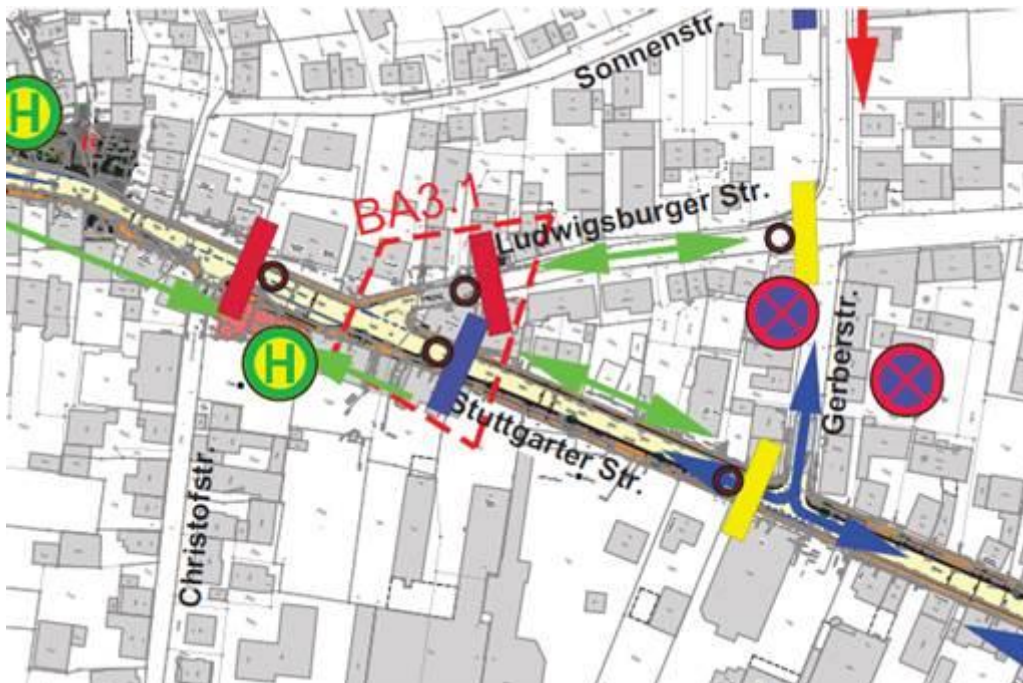 Sonnenstr.
H
BA3.1
Ludwigsburger Str.
H
Gerberstr.
Stuttgarter Str.
Christofstr.